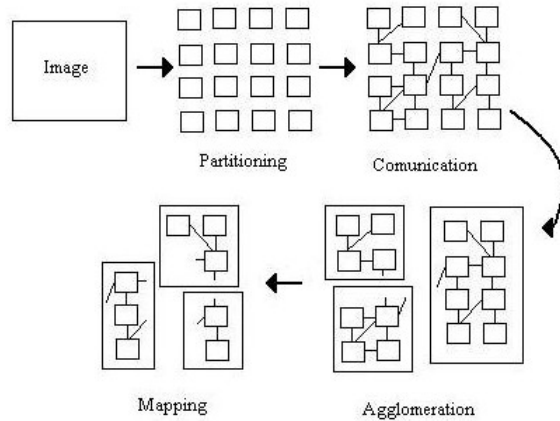 Image
Partitioning
Comunication
Mapping
Agglomeration